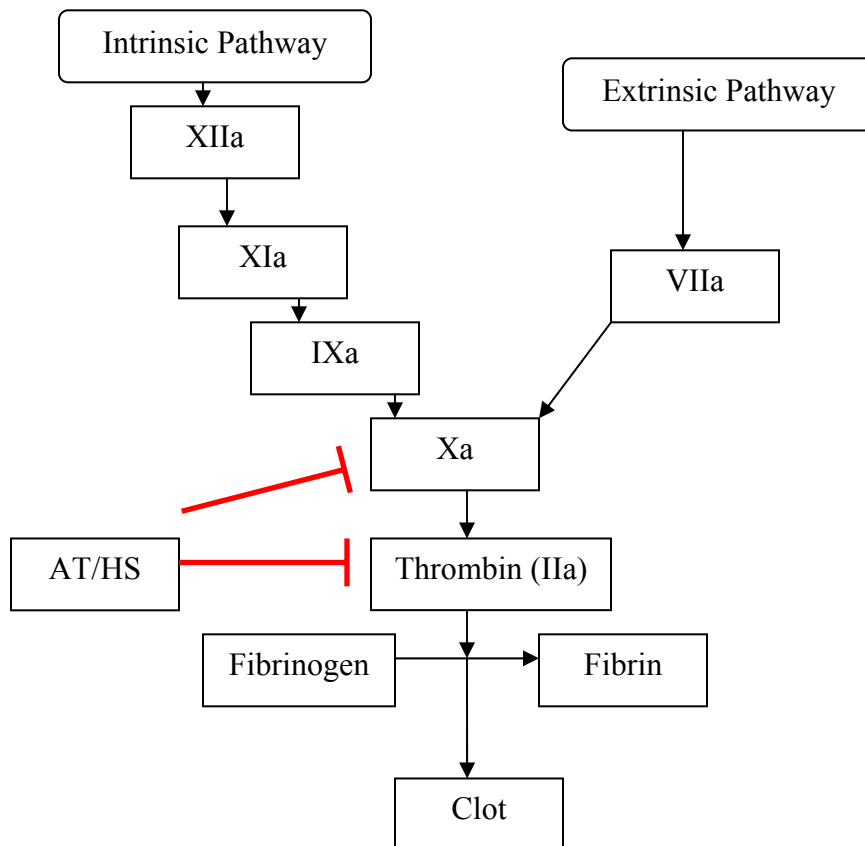 Intrinsic Pathway
Extrinsic Pathway
XIIa
XIa
VIIa
IXa
Xa
AT/HS
Thrombin (IIa)
Fibrinogen
Fibrin
Clot